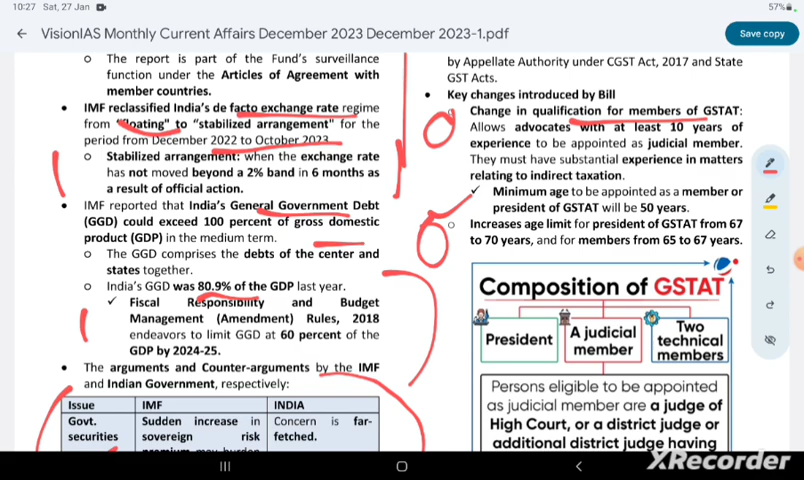 10:27 Sat, 27 Jan
57%
VisionIAS Monthly Current Affairs December 2023 December 2023-1.pdf
Save copy
o The report is part of the Fund's surveillance
function under the Articles of Agreement with
member countries.
• IMF reclassified India's de facto exchange rate regime
from "floating" to "stabilized arrangement" for the
period from December 2022 to October 2023.
o Stabilized arrangement: when the exchange rate
has not moved beyond a 2% band in 6 months as
a result of official action.
• IMF reported that India's General Government Debt
(GGD) could exceed 100 percent of gross domestic
product (GDP) in the medium term.
o The GGD comprises the debts of the center and
states together.
o India's GGD was 80.9% of the GDP last year.
✓ Fiscal Responsibility and Budget
Management (Amendment) Rules, 2018
endeavors to limit GGD at 60 percent of the
GDP by 2024-25.
• The arguments and Counter-arguments by the IMF
and Indian Government, respectively:
Issue IMF INDIA
Govt. Sudden increase in Concern is far-
securities sovereign risk fetched.
by Appellate Authority under CGST Act, 2017 and State
GST Acts.
• Key changes introduced by Bill
Change in qualification for members of GSTAT:
Allows advocates with at least 10 years of
experience to be appointed as judicial member.
They must have substantial experience in matters
relating to indirect taxation.
✓ Minimum age to be appointed as a member or
president of GSTAT will be 50 years.
o Increases age limit for president of GSTAT from 67
to 70 years, and for members from 65 to 67 years.
Composition of GSTAT
President
A judicial
member
Two
technical
members
Persons eligible to be appointed
as judicial member are a judge of
High Court, or a district judge or
additional district judge having
XRecorder